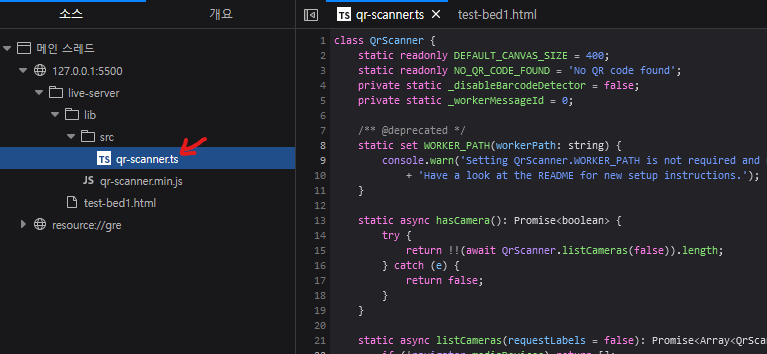 소스
개요
메인 스레드
127.0.0.1:5500
live-server
lib
src
TS qr-scanner.ts
JS qr-scanner.min.js
test-bed1.html
resource://gre
TS qr-scanner.ts
test-bed1.html
1 class QrScanner {
2 static readonly DEFAULT_CANVAS_SIZE = 400;
3 static readonly NO_QR_CODE_FOUND = 'No QR code found';
4 private static _disableBarcodeDetector = false;
5 private static _workerMessageId = 0;
6
7 /** @deprecated */
8 static set WORKER_PATH(workerPath: string) {
9 console.warn('Setting QrScanner.WORKER_PATH is not required and
10 + 'Have a look at the README for new setup instructions.');
11 }
12
13 static async hasCamera(): Promise<boolean> {
14 try {
15 return !!(await QrScanner.listCameras(false)).length;
16 } catch (e) {
17 return false;
18 }
19 }
20
21 static async listCameras(requestLabels = false): Promise<Array<QrScan